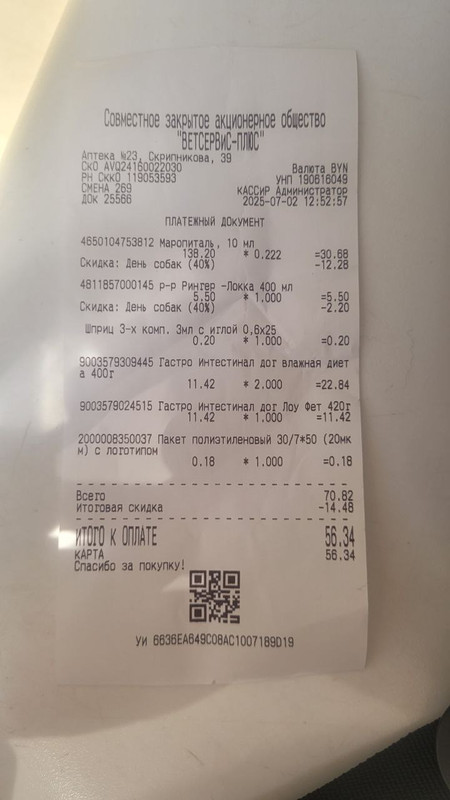 Совместное закрытое акционерное общество
"ВЕТСЕРВИС-ПЛЮС"
Аптека №23, Скрипникова, 39
СКО AVQ24160022030 Валюта BYN
РН СККО 119053593 УНП 190616049
СМЕНА 269 КАССИР Администратор
ДОК 25566 2025-07-02 12:52:57
ПЛАТЕЖНЫЙ ДОКУМЕНТ
4650104753812 Маропиталь, 10 мл
138.20 * 0.222 =30.68
Скидка: День собак (40%) -12.28
4811857000145 р-р Рингер -Локка 400 мл
5.50 * 1.000 =5.50
Скидка: День собак (40%) -2.20
Шприц 3-х комп. 3мл с иглой 0,6х25
0.20 * 1.000 =0.20
9003579309445 Гастро Интестинал дог влажная дият
а 400г
11.42 * 2.000 =22.84
9003579024515 Гастро Интестинал дог Лоу Фет 420г
11.42 * 1.000 =11.42
2000008350037 Пакет полиэтиленовый 30/7*50 (20мк
м) с логотипом
0.18 * 1.000 =0.18
Всего 70.82
Итоговая скидка -14.48
ИТОГО К ОПЛАТЕ 56.34
КАРТА 56.34
Спасибо за покупку!
УИ 6636EA649C08AC1007189D19